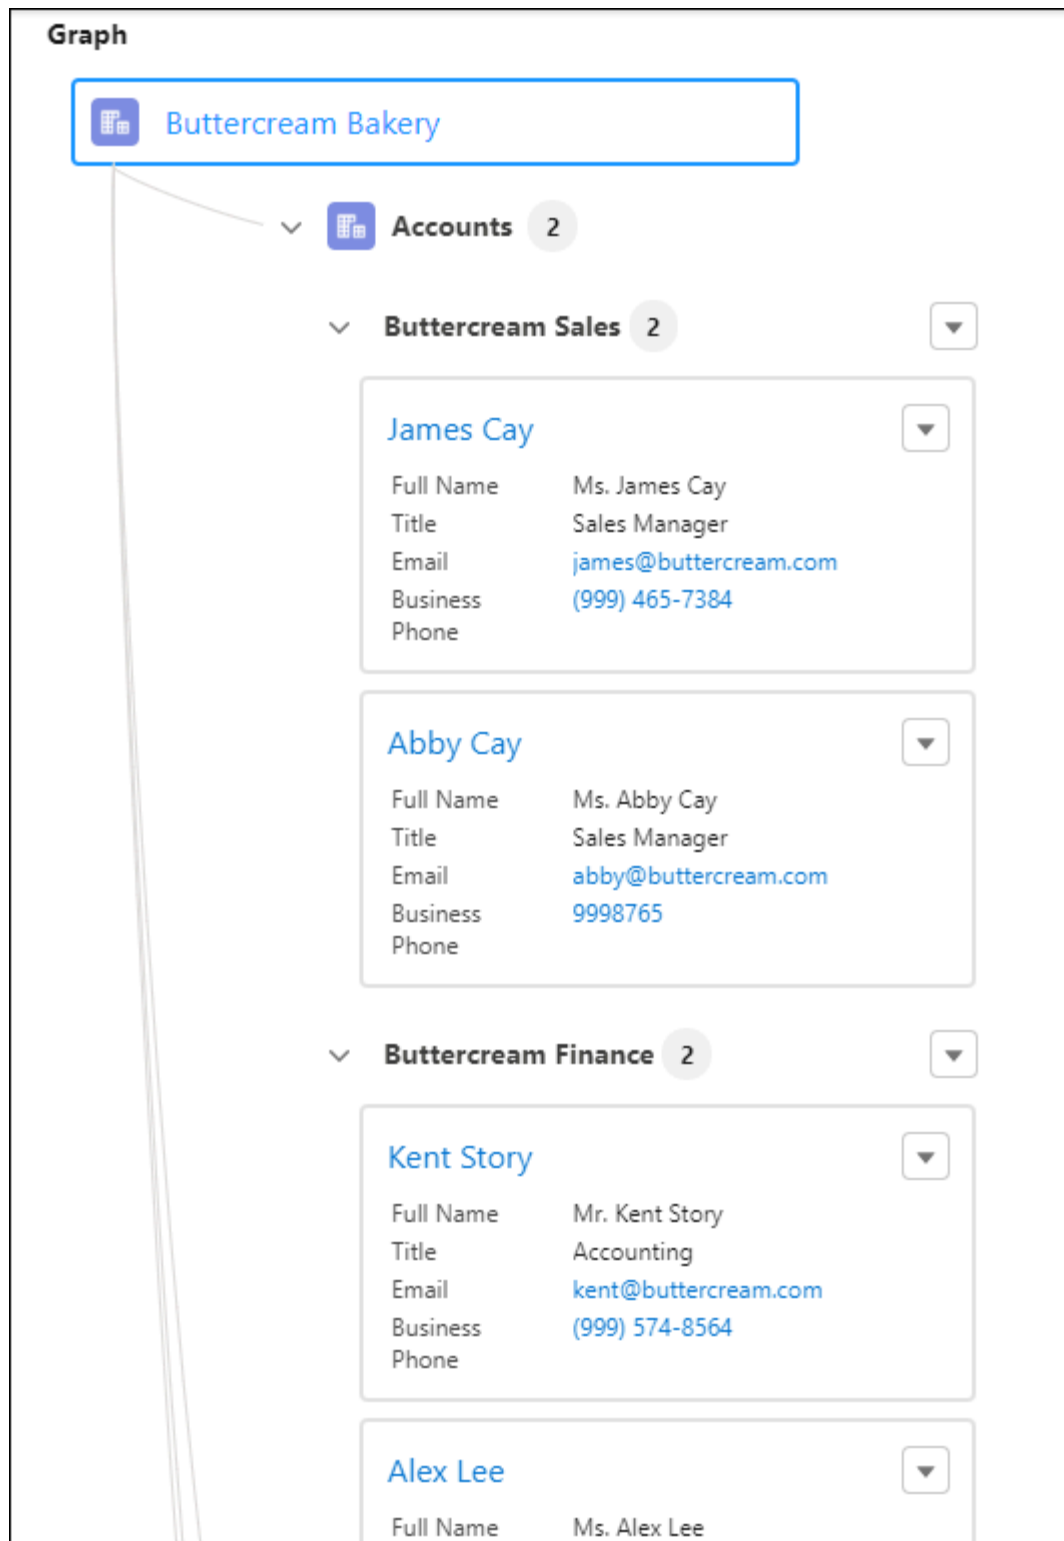 Graph
Buttercream Bakery
Accounts 2
Buttercream Sales 2
James Cay
Full Name Ms. James Cay
Title Sales Manager
Email james@buttercream.com
Business (999) 465-7384
Phone
Abby Cay
Full Name Ms. Abby Cay
Title Sales Manager
Email abby@buttercream.com
Business 9998765
Phone
Buttercream Finance 2
Kent Story
Full Name Mr. Kent Story
Title Accounting
Email kent@buttercream.com
Business (999) 574-8564
Phone
Alex Lee
Full Name Ms. Alex Lee